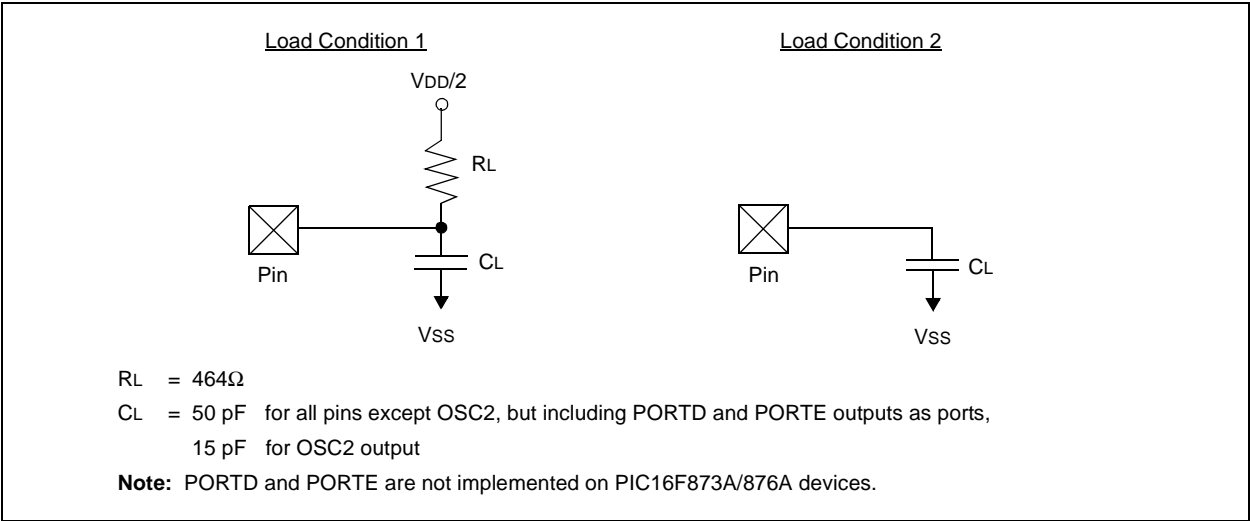 Load Condition 1
Load Condition 2
VDD/2
RL
CL
Pin
VSS
CL
Pin
VSS
RL = 464Ω
CL = 50 pF for all pins except OSC2, but including PORTD and PORTE outputs as ports,
15 pF for OSC2 output
Note: PORTD and PORTE are not implemented on PIC16F873A/876A devices.